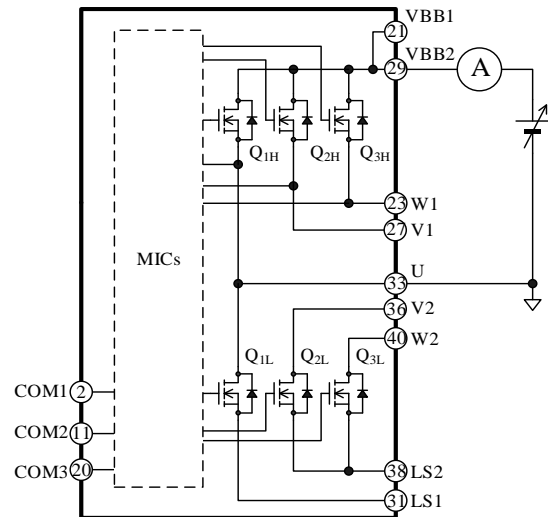 VBB1
21
VBB2
29
A
Q1H
Q2H
Q3H
23 W1
27 V1
MICs
U
33
36 V2
40 W2
Q1L
Q2L
Q3L
COM1 2
COM2 11
COM3 20
38 LS2
31 LS1